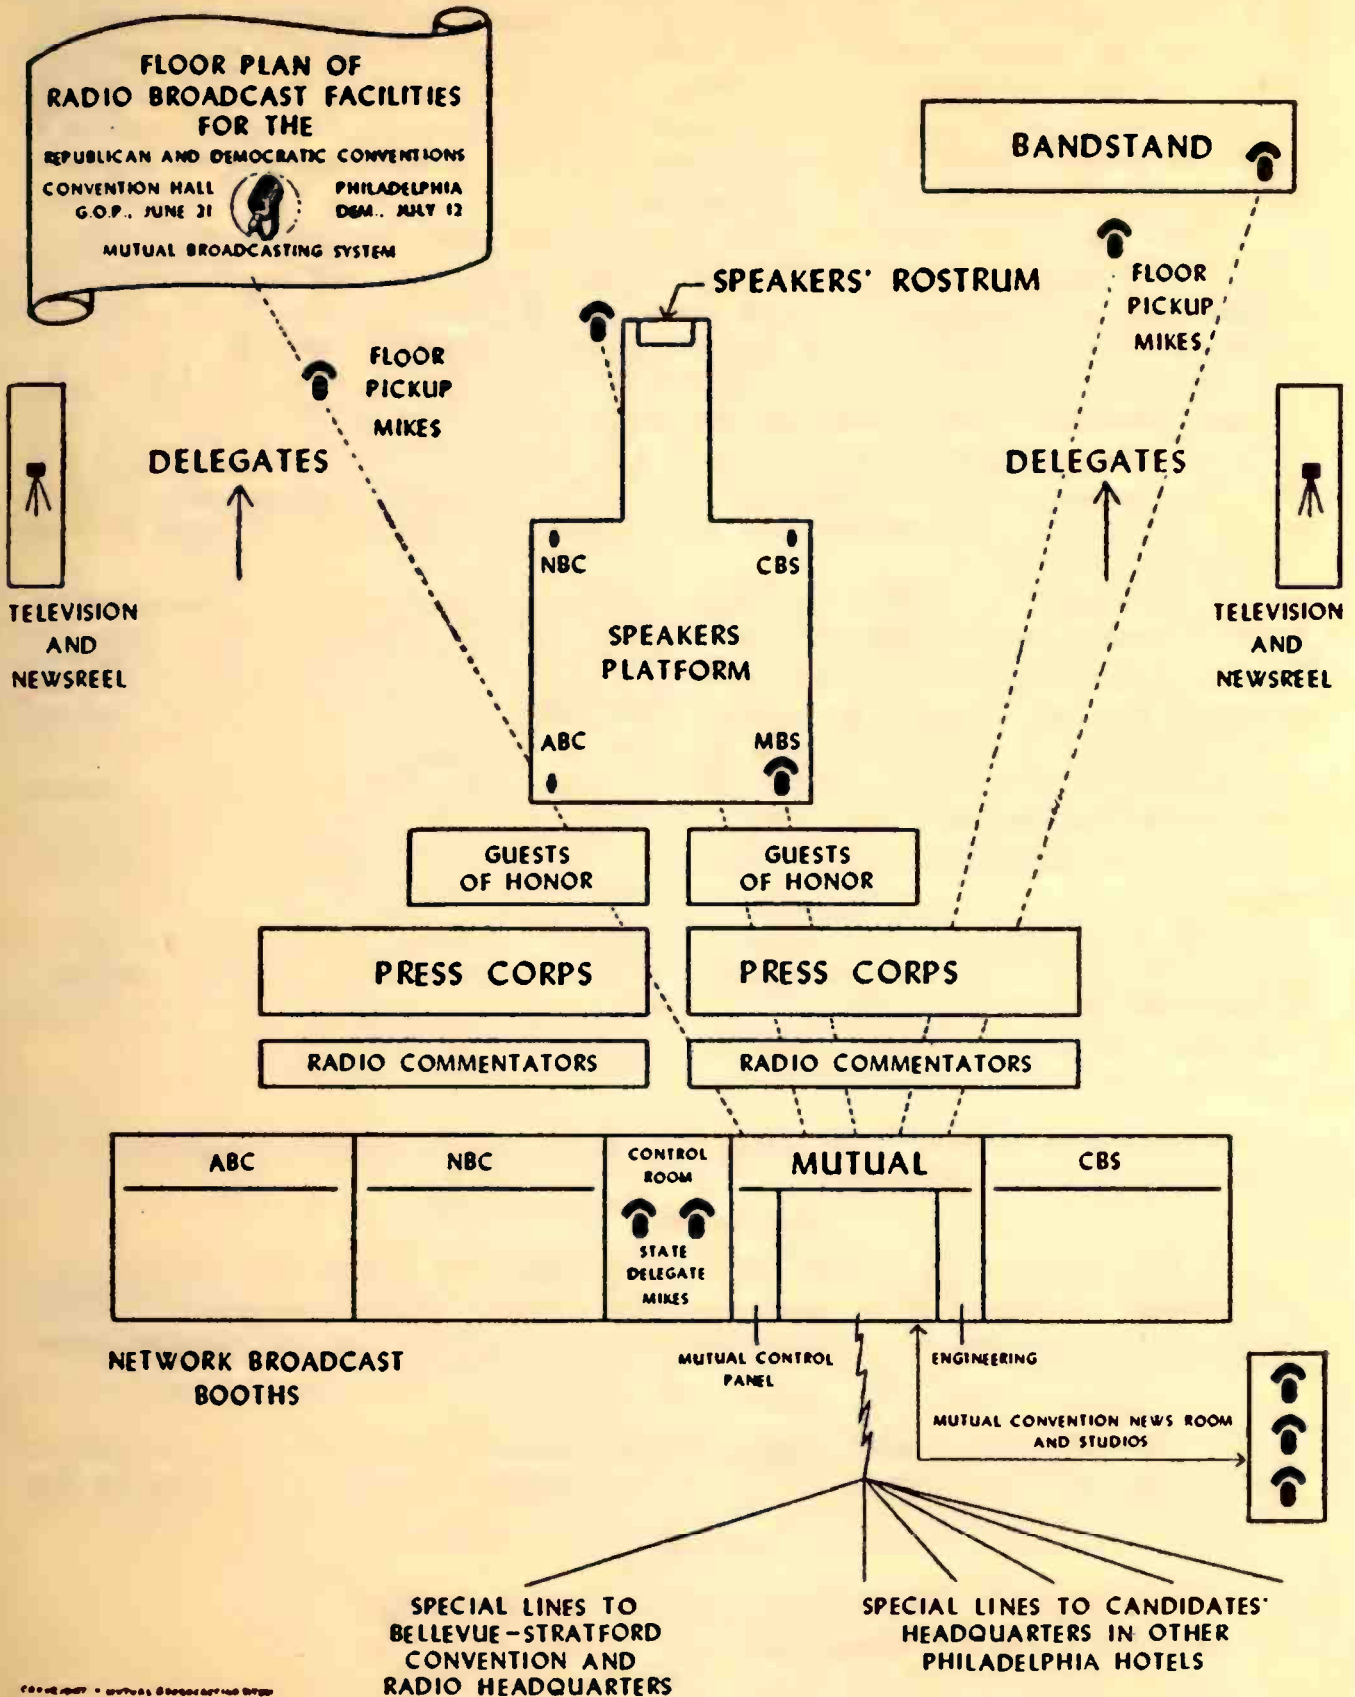 FLOOR PLAN OF
RADIO BROADCAST FACILITIES
FOR THE
REPUBLICAN AND DEMOCRATIC CONVENTIONS
CONVENTION HALL
G.O.P., JUNE 21
PHILADELPHIA
DEM., JULY 12
MUTUAL BROADCASTING SYSTEM
BANDSTAND
SPEAKERS' ROSTRUM
FLOOR
PICKUP
MIKES
FLOOR
PICKUP
MIKES
DELEGATES
DELEGATES
TELEVISION
AND
NEWSREEL
NBC
CBS
SPEAKERS
PLATFORM
ABC
MBS
TELEVISION
AND
NEWSREEL
GUESTS
OF HONOR
GUESTS
OF HONOR
PRESS CORPS
PRESS CORPS
RADIO COMMENTATORS
RADIO COMMENTATORS
ABC
NBC
CONTROL
ROOM
STATE
DELEGATE
MIKES
MUTUAL
CBS
NETWORK BROADCAST
BOOTHS
MUTUAL CONTROL
PANEL
ENGINEERING
MUTUAL CONVENTION NEWS ROOM
AND STUDIOS
SPECIAL LINES TO
BELLEVUE-STRATFORD
CONVENTION AND
RADIO HEADQUARTERS
SPECIAL LINES TO CANDIDATES'
HEADQUARTERS IN OTHER
PHILADELPHIA HOTELS